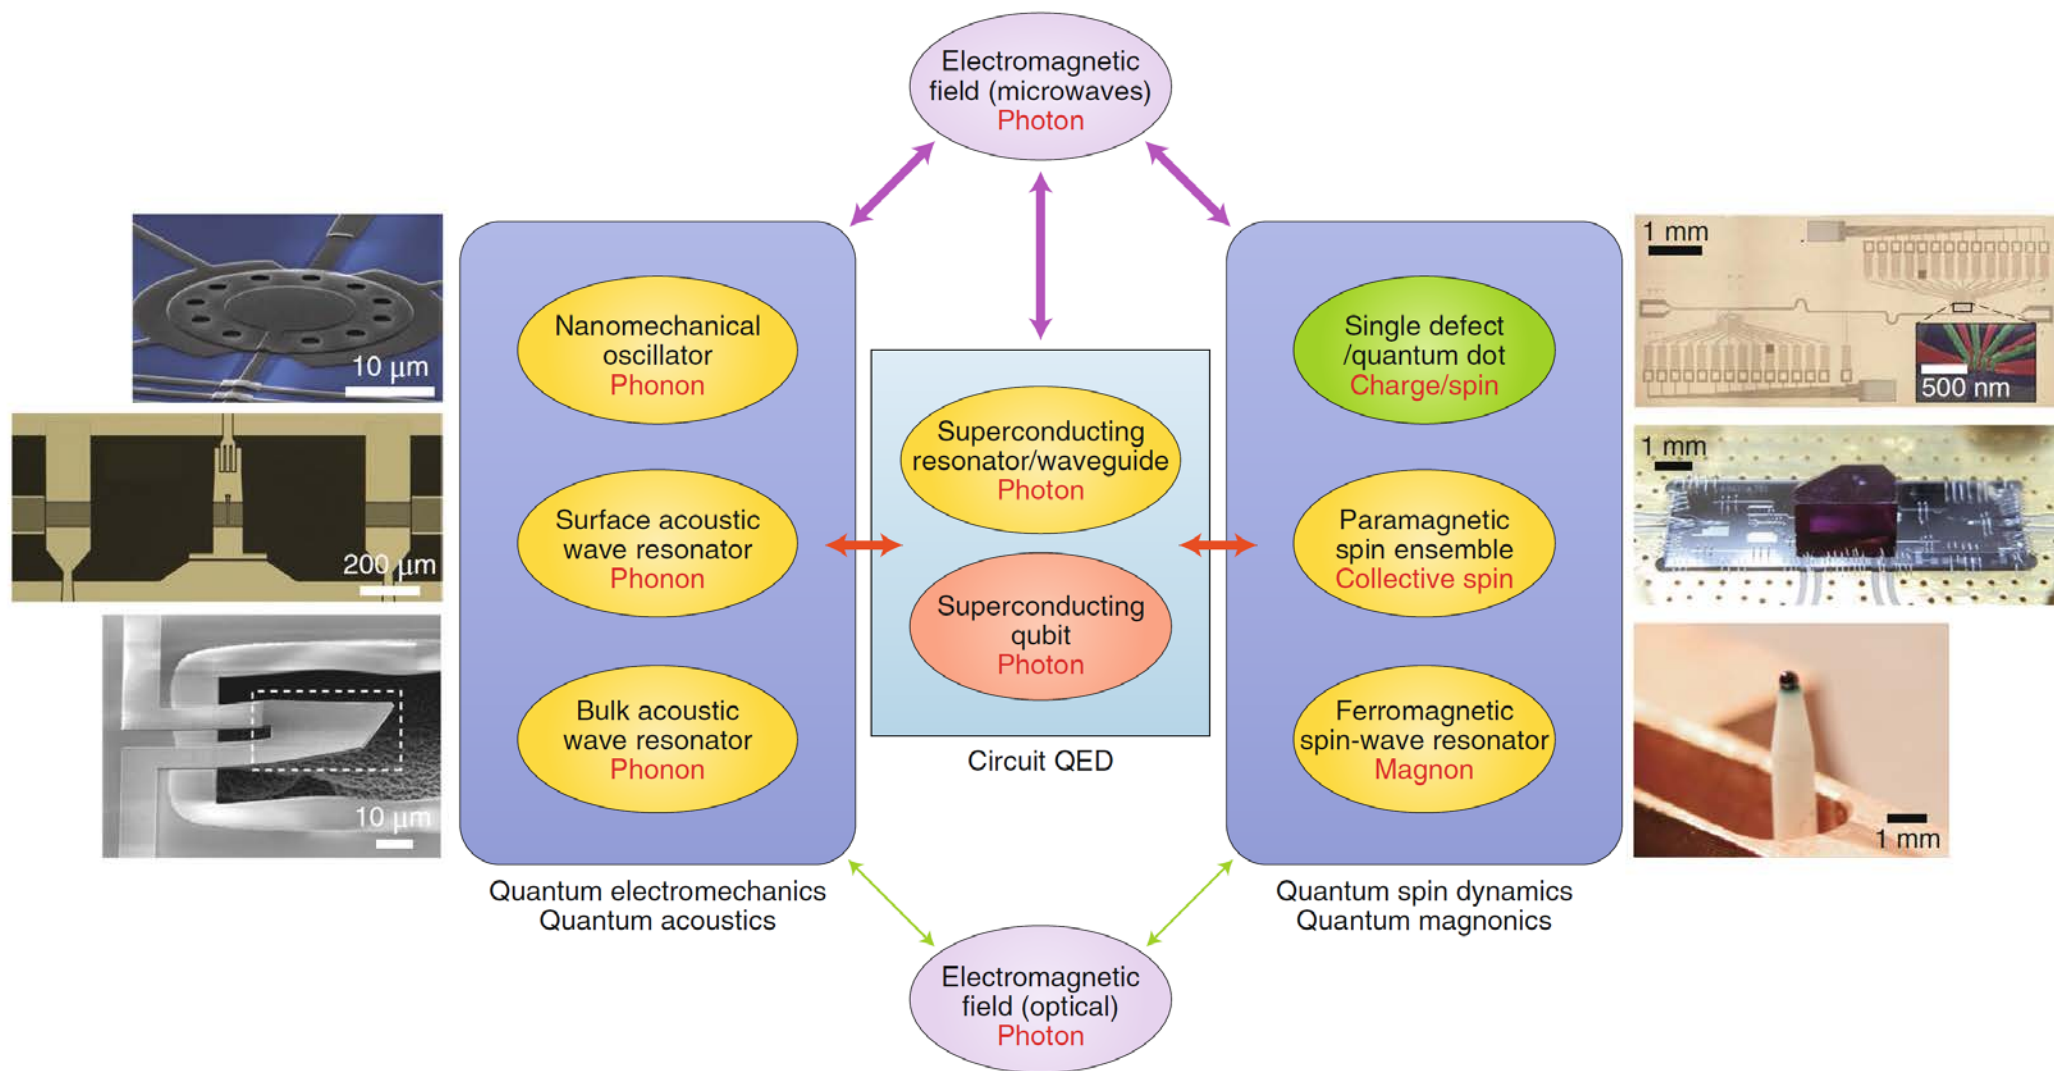 Electromagnetic
field (microwaves)
Photon
10 μm
200 μm
10 μm
Nanomechanical
oscillator
Phonon
Surface acoustic
wave resonator
Phonon
Bulk acoustic
wave resonator
Phonon
Quantum electromechanics
Quantum acoustics
Superconducting
resonator/waveguide
Photon
Superconducting
qubit
Photon
Circuit QED
Single defect
/quantum dot
Charge/spin
Paramagnetic
spin ensemble
Collective spin
Ferromagnetic
spin-wave resonator
Magnon
Quantum spin dynamics
Quantum magnonics
1 mm
500 nm
1 mm
1 mm
Electromagnetic
field (optical)
Photon